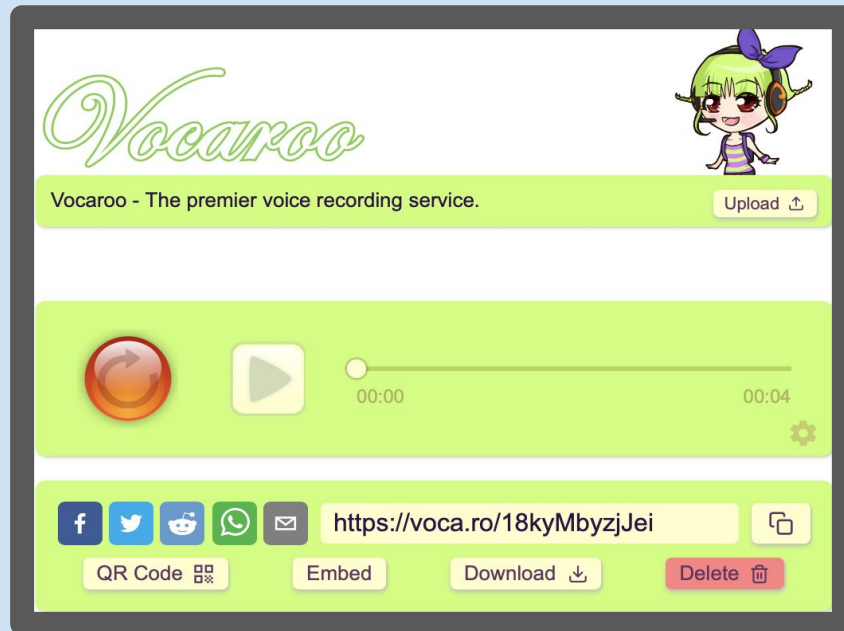 Vocaroo
Vocaroo - The premier voice recording service.
Upload
00:00
00:04
f
https://voca.ro/18kyMbyzjJei
QR Code
Embed
Download
Delete